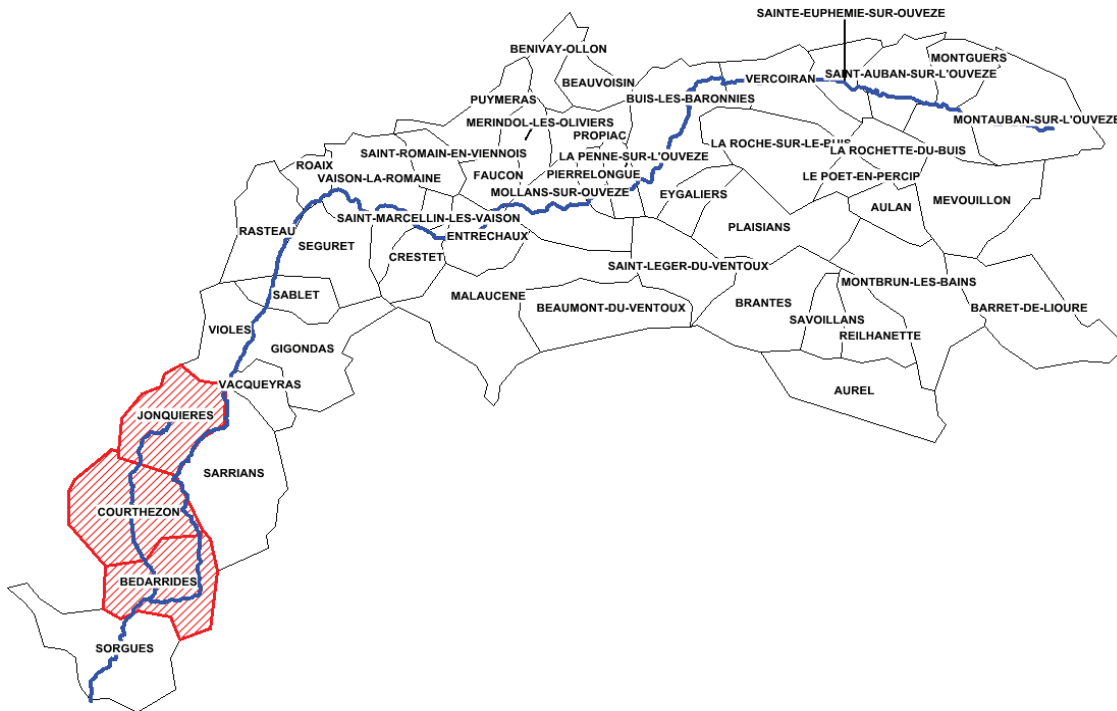 SAINTE-EUPHEMIE-SUR-OUVEZE
BENIVAY-OLLON
MONTGUERS
SAINT-AUBAN-SUR-L'OUVEZE
VERCOIRAN
BEAUVOISIN
PUYMERAS
BUIS-LES-BARONNIES
MERINDOL-LES-OLIVIERS
MONTAUBAN-SUR-L'OUVEZE
PROPIAC
LA ROCHE-SUR-LE-BUIS
LA ROCHETTE-DU-BUIS
SAINT-ROMAIN-EN-VIENNOIS
LA PENNE-SUR-L'OUVEZE
ROAIX
VAISON-LA-ROMAINE
FAUCON
PIERRELONGUE
LE POET-EN-PERCIP
MOLLANS-SUR-OUVEZE
EYGALIERS
MEVOUILLON
AULAN
SAINT-MARCELLIN-LES-VAISON
PLAISIANS
RASTEAU
ENTRECHAUX
SEGURET
CRESTET
SAINT-LEGER-DU-VENTOUX
MONTBRUN-LES-BAINS
SABLET
MALAUCENE
BEAUMONT-DU-VENTOUX
BRANTES
BARRET-DE-LIOURE
SAVOILLANS
VIOLES
REILHANETTE
GIGONDAS
VACQUEYRAS
AUREL
JONQUIERES
SARRIANS
COURTHEZON
BEDARRIDES
SORGUES